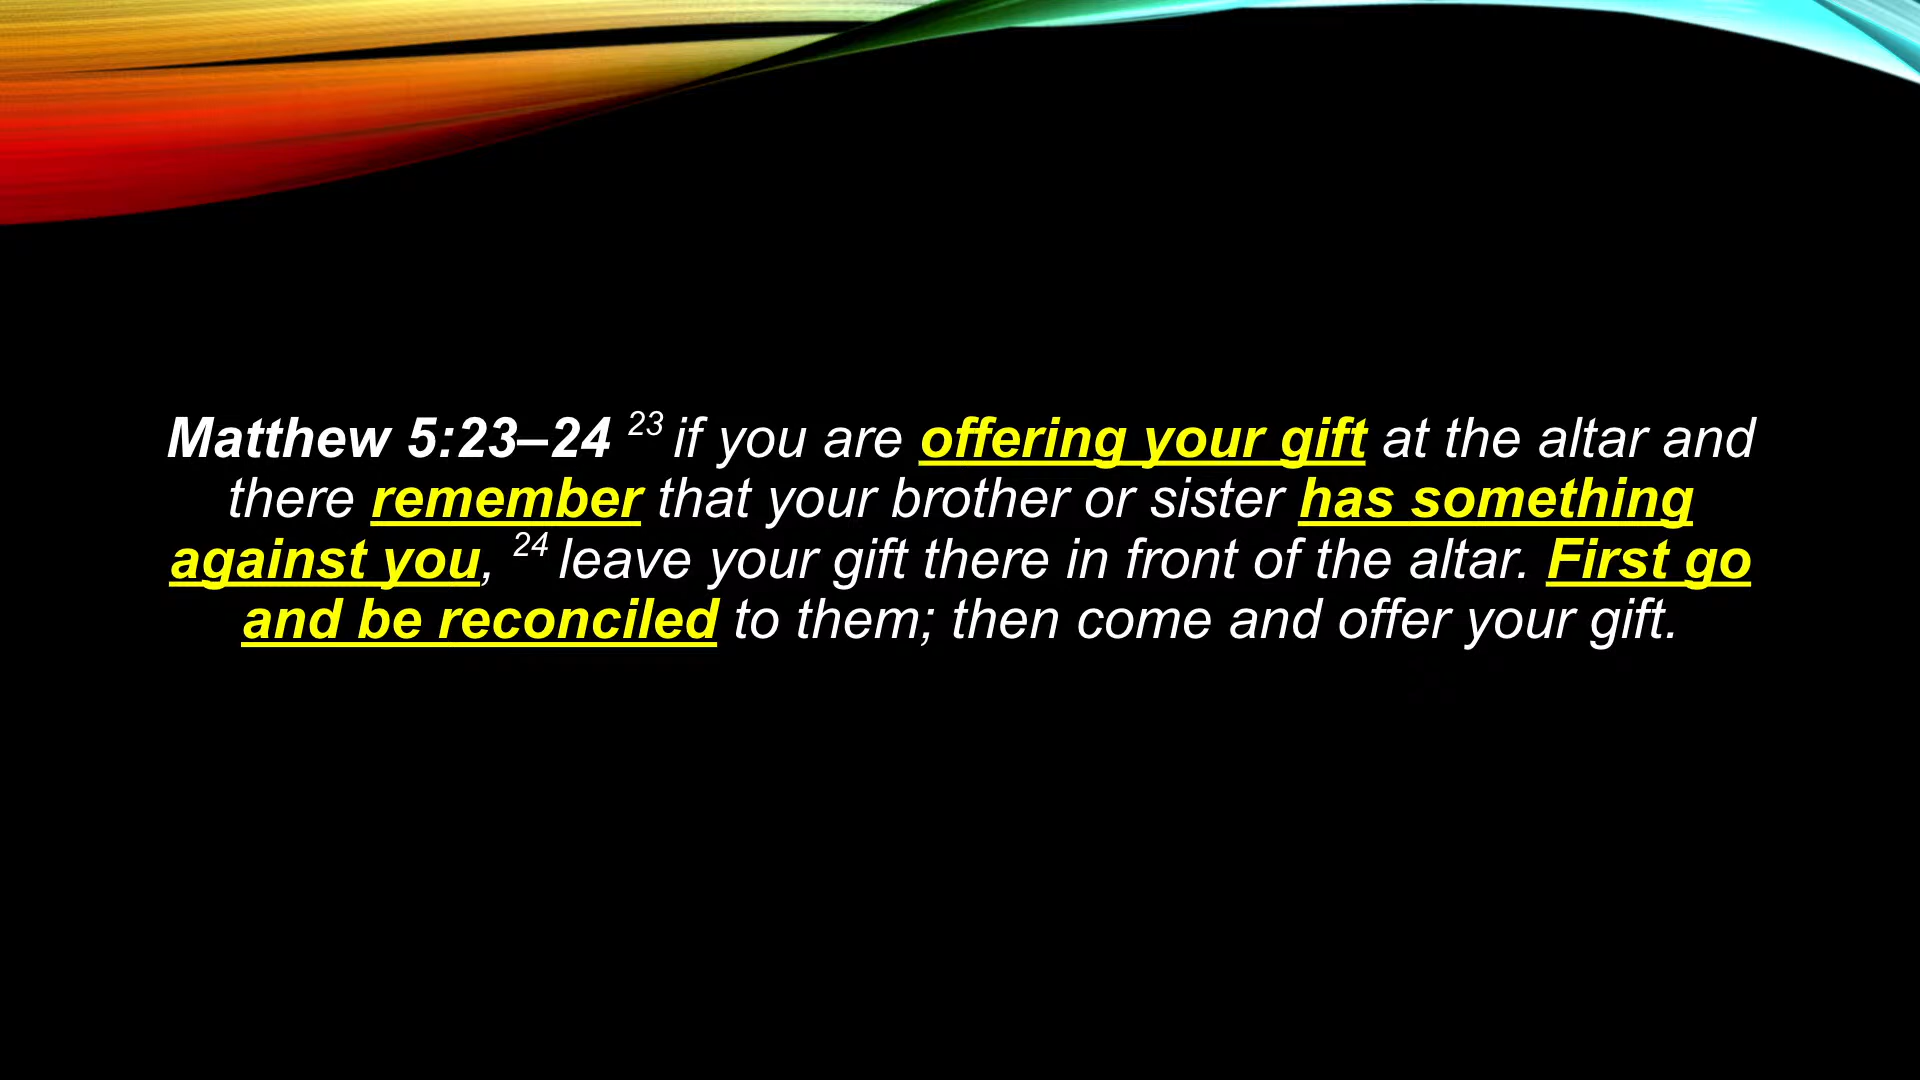 Matthew 5:23–24 23 if you are offering your gift at the altar and
there remember that your brother or sister has something
against you, 24 leave your gift there in front of the altar. First go
and be reconciled to them; then come and offer your gift.